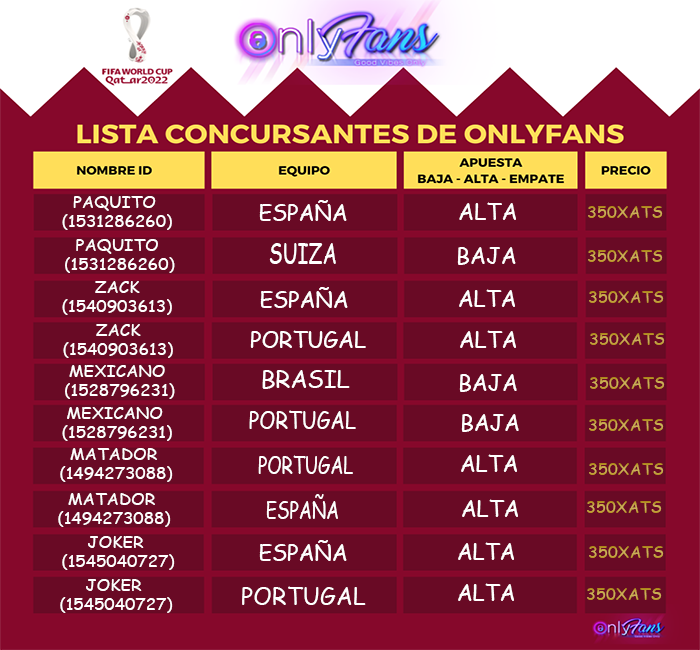 FIFA WORLD CUP
Qatar2022
OnlyFans
Good Vibes Only
LISTA CONCURSANTES DE ONLYFANS
NOMBRE ID
EQUIPO
APUESTA
BAJA - ALTA - EMPATE
PRECIO
PAQUITO
(1531286260)
ESPAÑA
ALTA
350XATS
PAQUITO
(1531286260)
SUIZA
BAJA
350XATS
ZACK
(1540903613)
ESPAÑA
ALTA
350XATS
ZACK
(1540903613)
PORTUGAL
ALTA
350XATS
MEXICANO
(1528796231)
BRASIL
BAJA
350XATS
MEXICANO
(1528796231)
PORTUGAL
BAJA
350XATS
MATADOR
(1494273088)
PORTUGAL
ALTA
350XATS
MATADOR
(1494273088)
ESPAÑA
ALTA
350XATS
JOKER
(1545040727)
ESPAÑA
ALTA
350XATS
JOKER
(1545040727)
PORTUGAL
ALTA
350XATS
OnlyFans